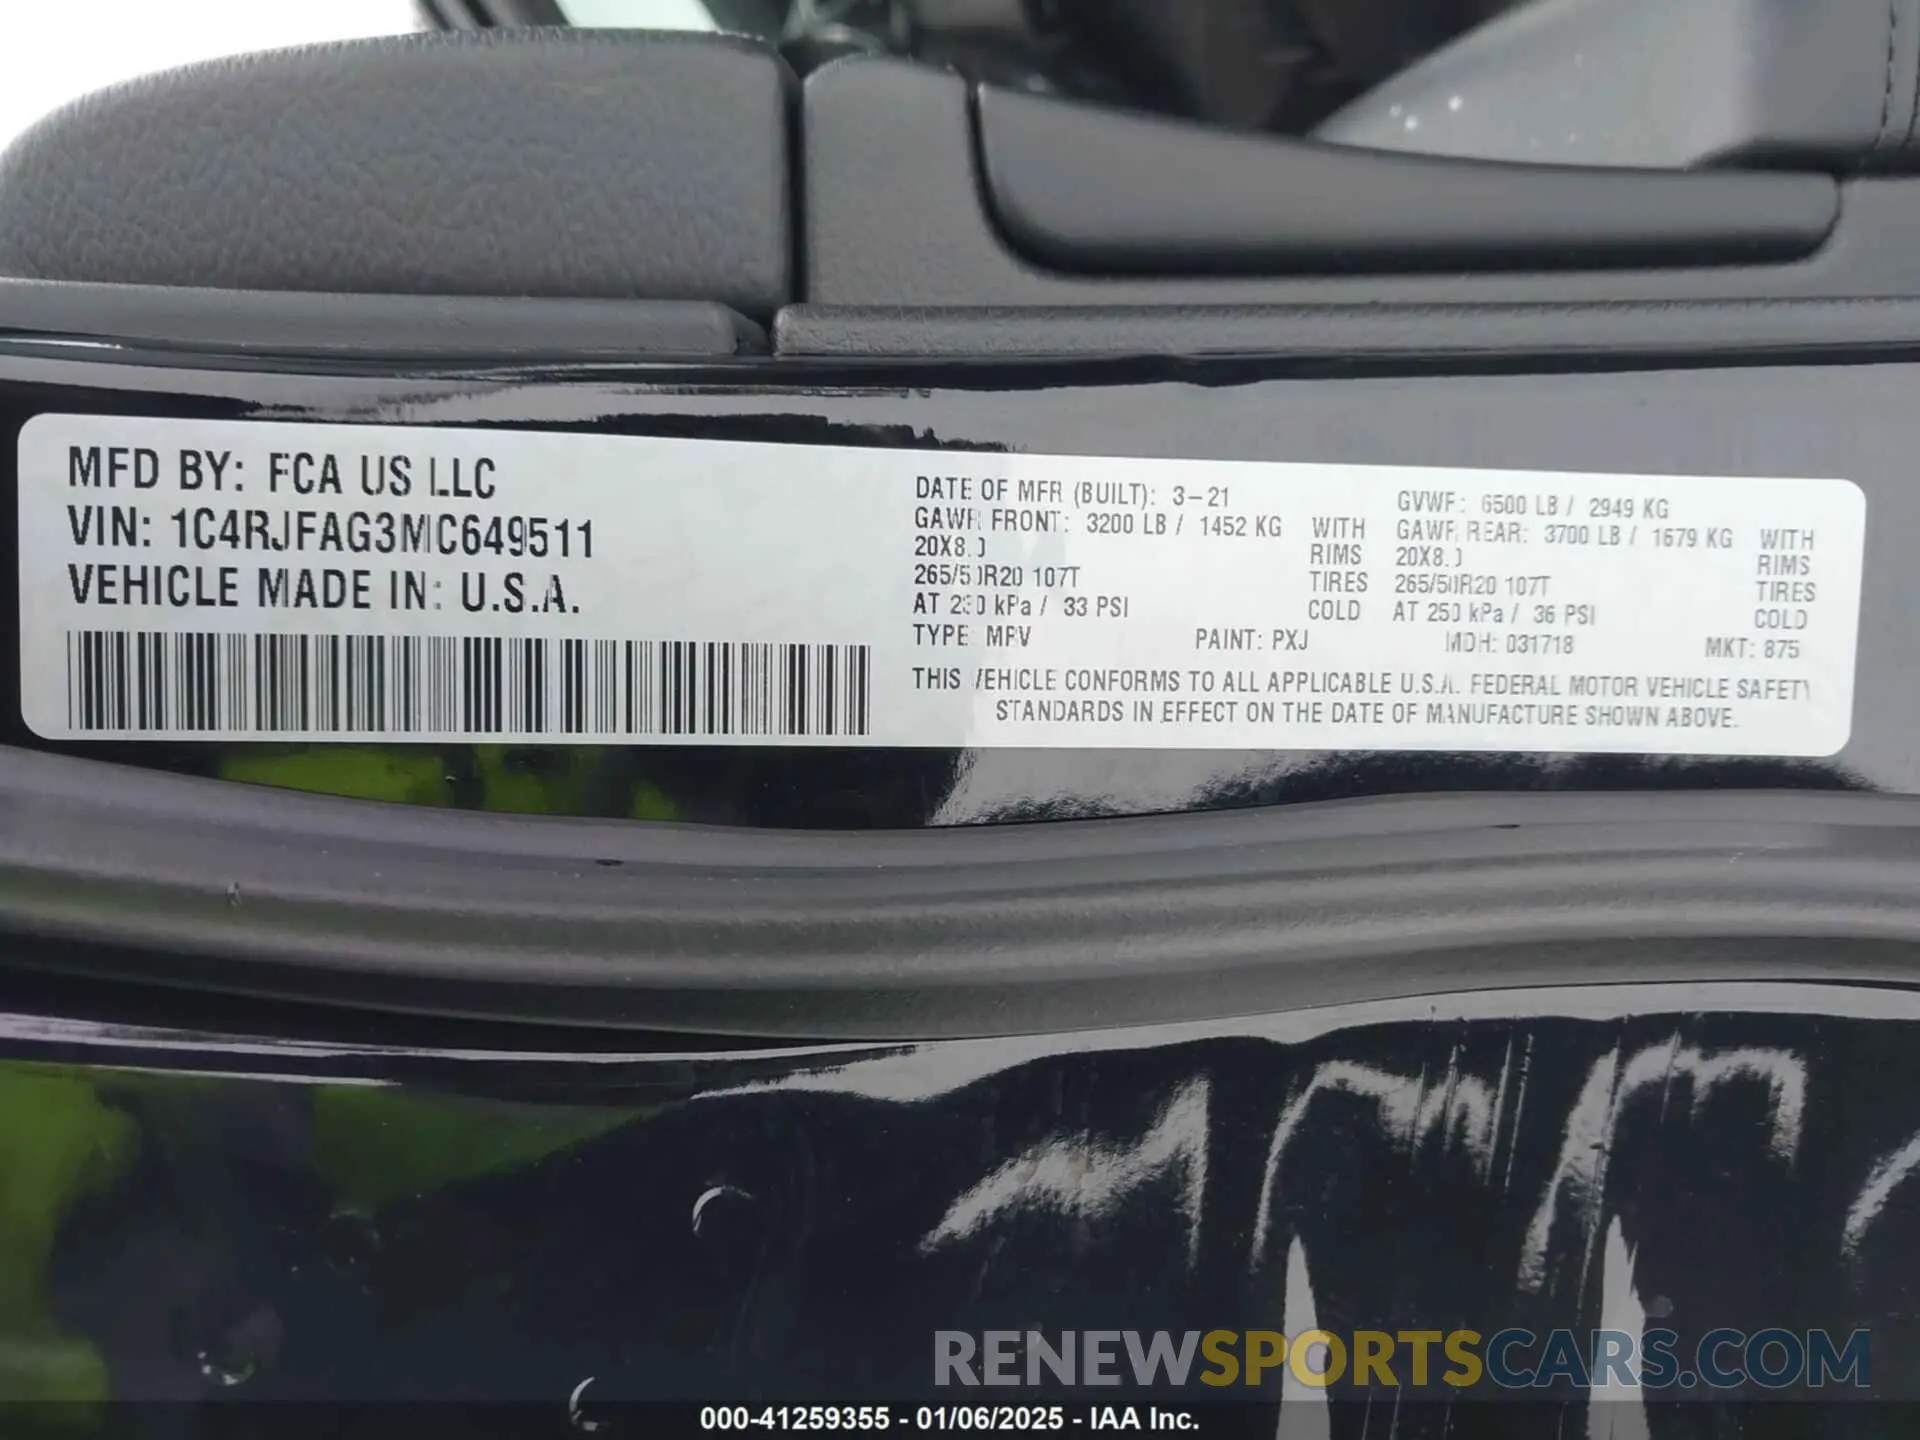 MFD BY: FCA US LLC
VIN: 1C4RJFAG3MC649511
VEHICLE MADE IN: U.S.A.
DATE OF MFR (BUILT): 3-21
GAWR FRONT: 3200 LB / 1452 KG WITH
20X8.0 RIMS
265/50R20 107T TIRES
AT 230 kPa / 33 PSI COLD
GVWR: 6500 LB / 2949 KG
GAWR REAR: 3700 LB / 1679 KG WITH
20X8.0 RIMS
265/50R20 107T TIRES
AT 250 kPa / 36 PSI COLD
TYPE: MPV PAINT: PXJ MDH: 031718 MKT: 875
THIS VEHICLE CONFORMS TO ALL APPLICABLE U.S.A. FEDERAL MOTOR VEHICLE SAFETY
STANDARDS IN EFFECT ON THE DATE OF MANUFACTURE SHOWN ABOVE.
RENEWSPORTSCARS.COM
000-41259355 - 01/06/2025 - IAA Inc.